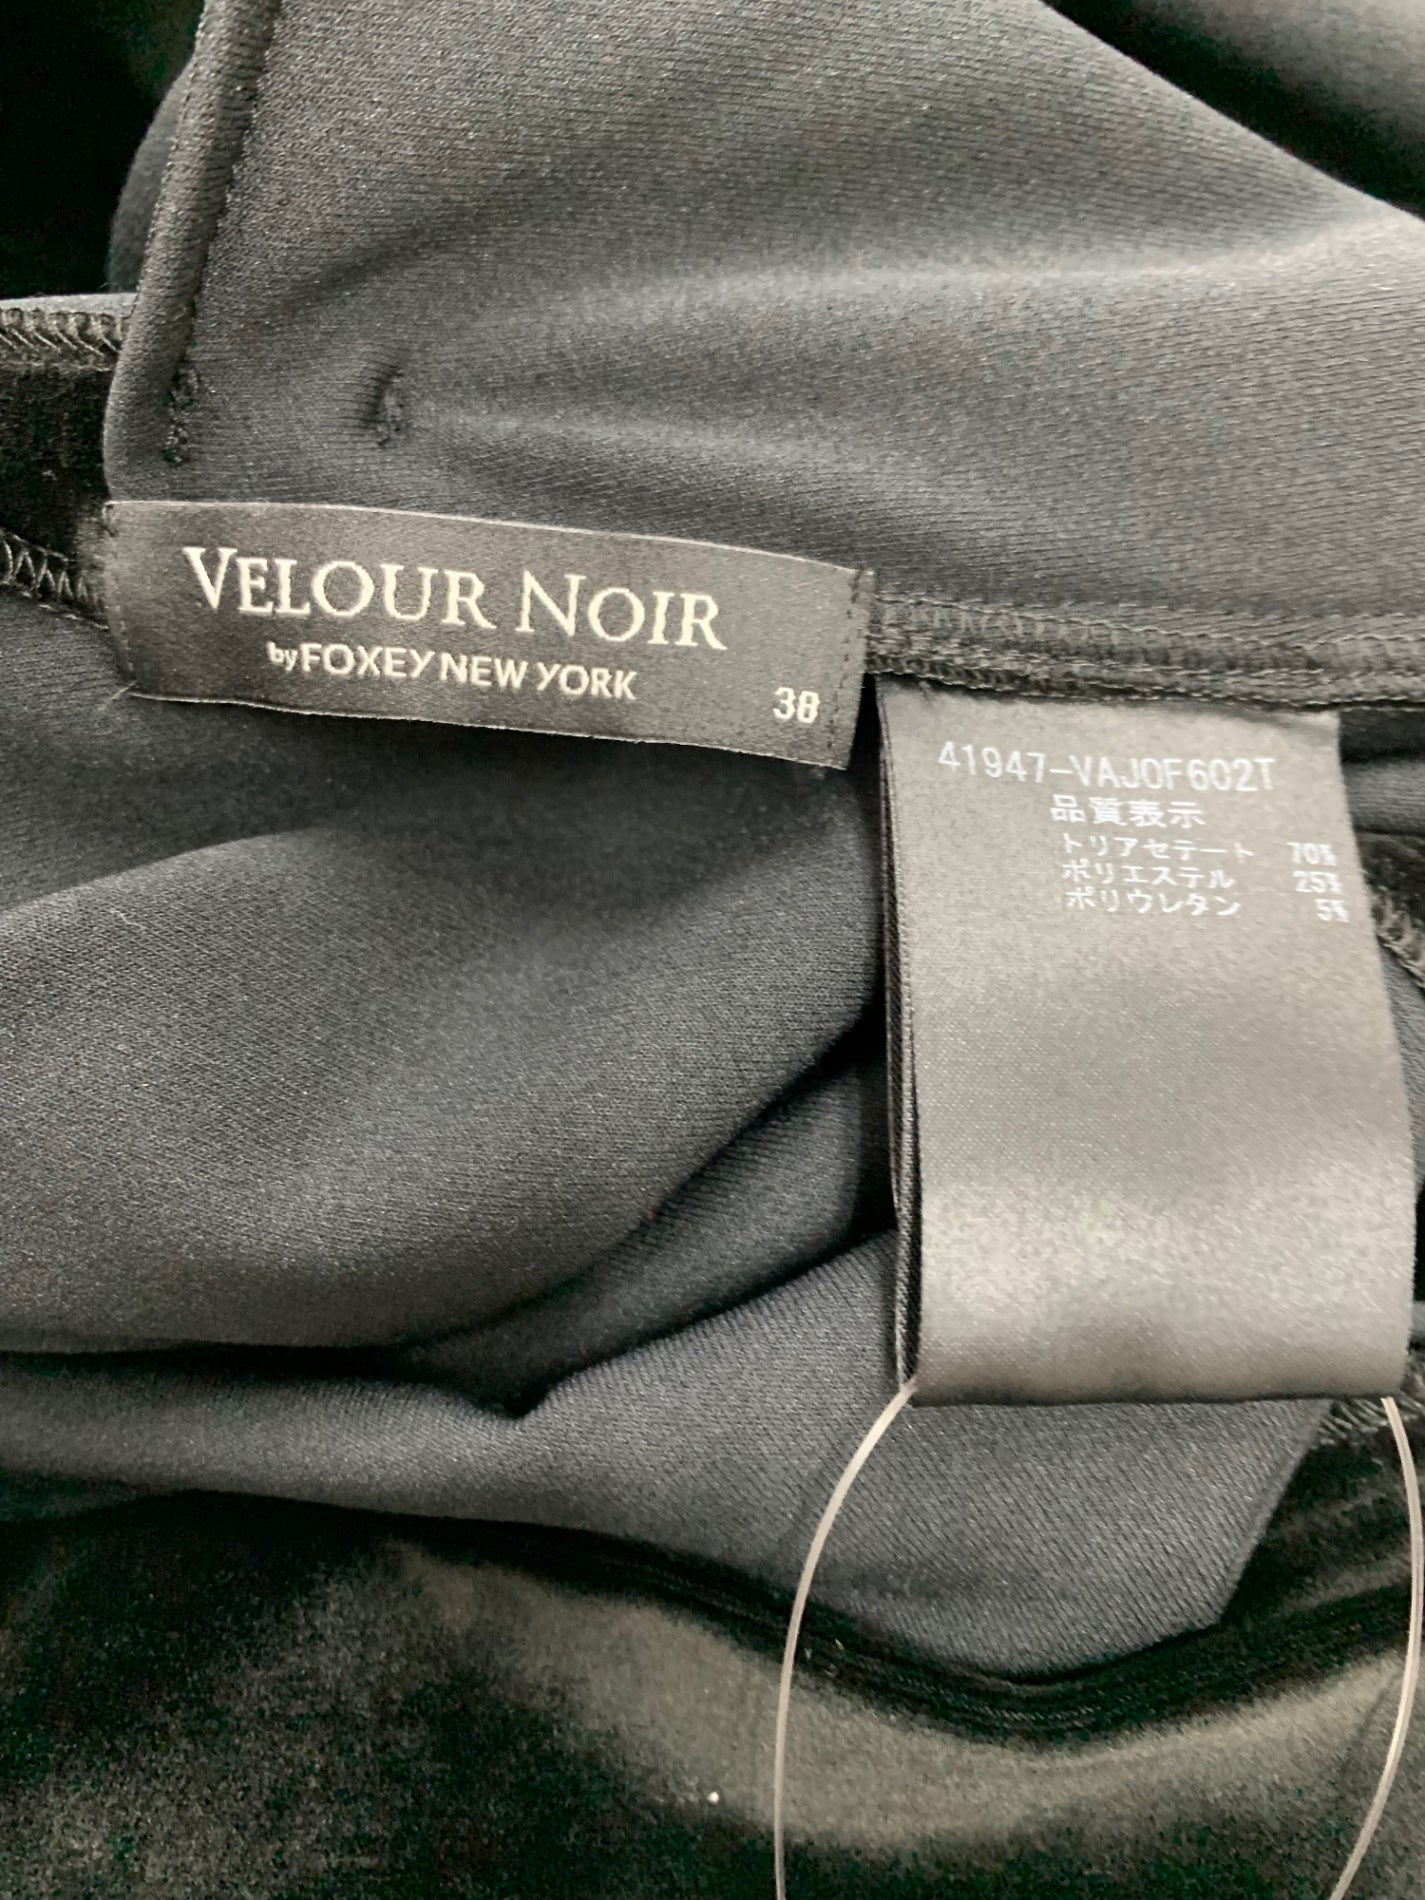 VELOUR NOIR
by FOXEY NEW YORK
38
41947-VAJOF602T
品質表示
トリアセテート 70%
ポリエステル 25%
ポリウレタン 5%